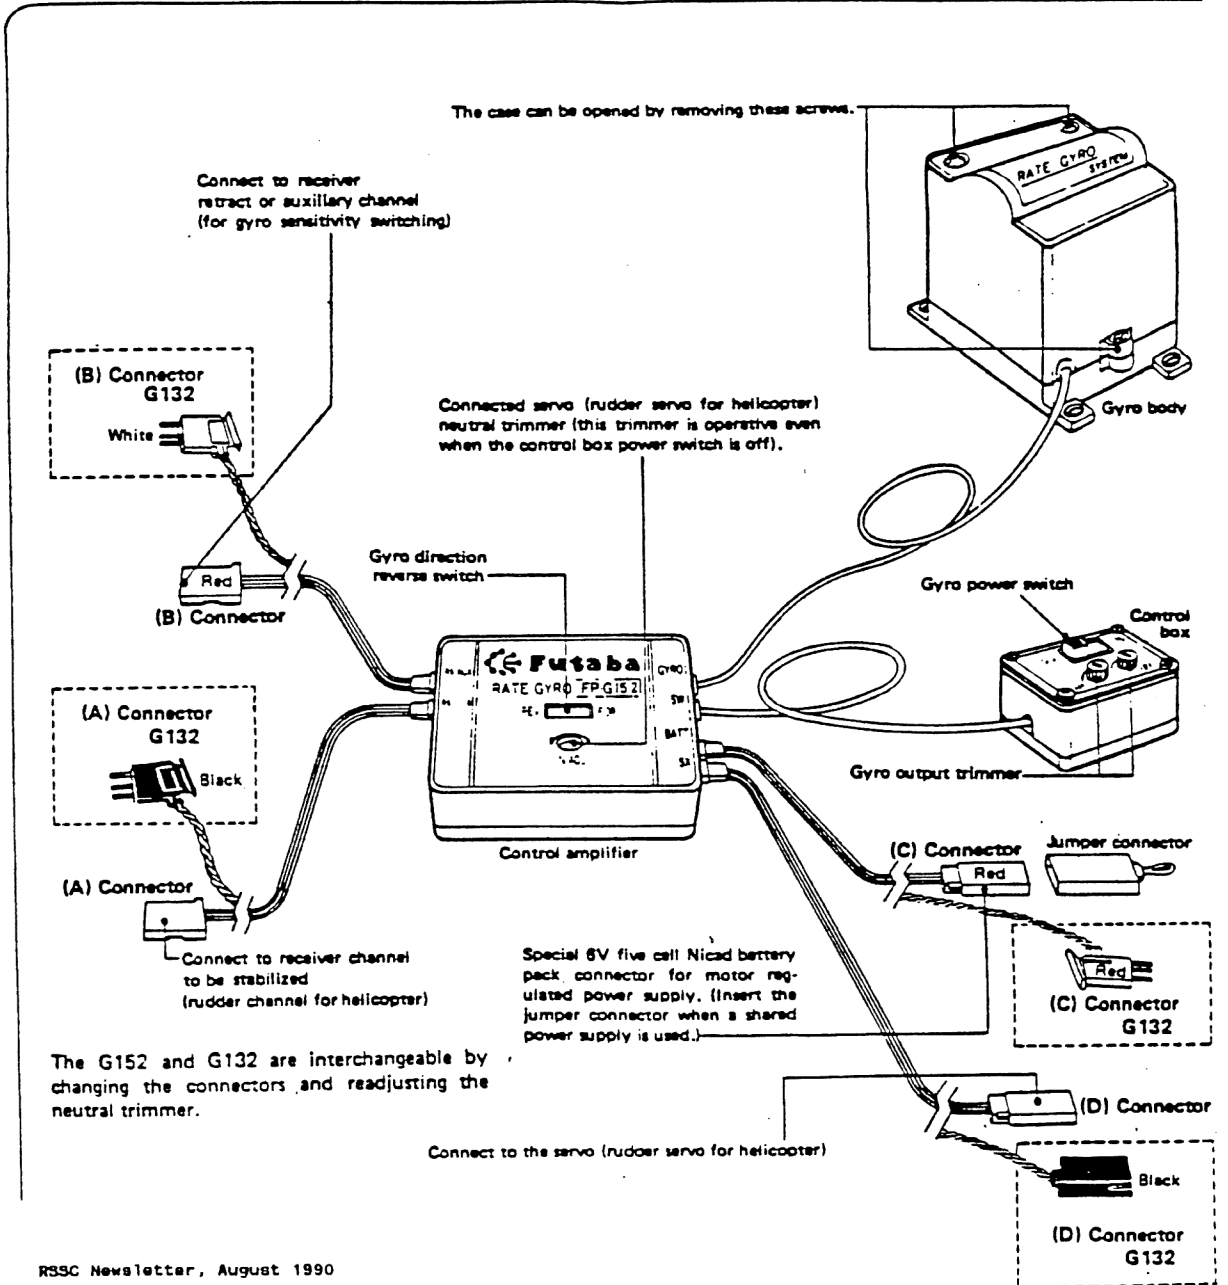 The case can be opened by removing these screws.
RATE GYRO
SYSTEM
Connect to receiver
retract or auxiliary channel
(for gyro sensitivity switching)
(B) Connector
G132
White
Connected servo (rudder servo for helicopter)
neutral trimmer (this trimmer is operative even
when the control box power switch is off).
Gyro body
Gyro direction
reverse switch
Red
(B) Connector
Gyro power switch
Control
box
Futaba
RATE GYRO FP-G152
GYRO
SW
BATT
(A) Connector
G132
Black
Gyro output trimmer
Control amplifier
(C) Connector
Red
Jumper connector
(A) Connector
Connect to receiver channel
to be stabilized
(rudder channel for helicopter)
Special 6V five cell Nicad battery
pack connector for motor reg-
ulated power supply. (Insert the
jumper connector when a shared
power supply is used.)
Red
(C) Connector
G132
The G152 and G132 are interchangeable by
changing the connectors and readjusting the
neutral trimmer.
(D) Connector
Connect to the servo (rudder servo for helicopter)
Black
(D) Connector
G132
RSSC Newsletter, August 1990